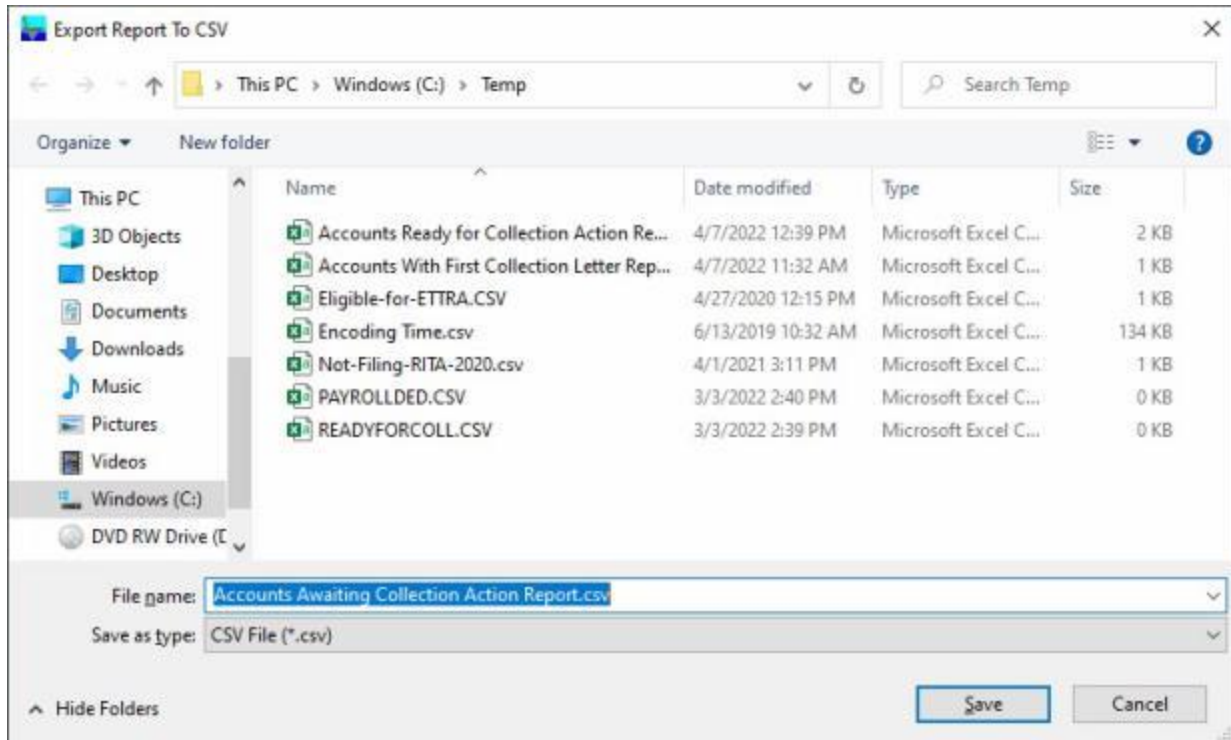 Export Report To CSV
This PC > Windows (C:) > Temp
Search Temp
Organize
New folder
Name
Date modified
Type
Size
This PC
3D Objects
Desktop
Documents
Downloads
Music
Pictures
Videos
Windows (C:)
DVD RW Drive (D
Accounts Ready for Collection Action Re... 4/7/2022 12:39 PM Microsoft Excel C... 2 KB
Accounts With First Collection Letter Rep... 4/7/2022 11:32 AM Microsoft Excel C... 1 KB
Eligible-for-ETTRA.CSV 4/27/2020 12:15 PM Microsoft Excel C... 1 KB
Encoding Time.csv 6/13/2019 10:32 AM Microsoft Excel C... 134 KB
Not-Filing-RITA-2020.csv 4/1/2021 3:11 PM Microsoft Excel C... 1 KB
PAYROLLDED.CSV 3/3/2022 2:40 PM Microsoft Excel C... 0 KB
READYFORCOLL.CSV 3/3/2022 2:39 PM Microsoft Excel C... 0 KB
File name: Accounts Awaiting Collection Action Report.csv
Save as type: CSV File (*.csv)
Hide Folders
Save
Cancel